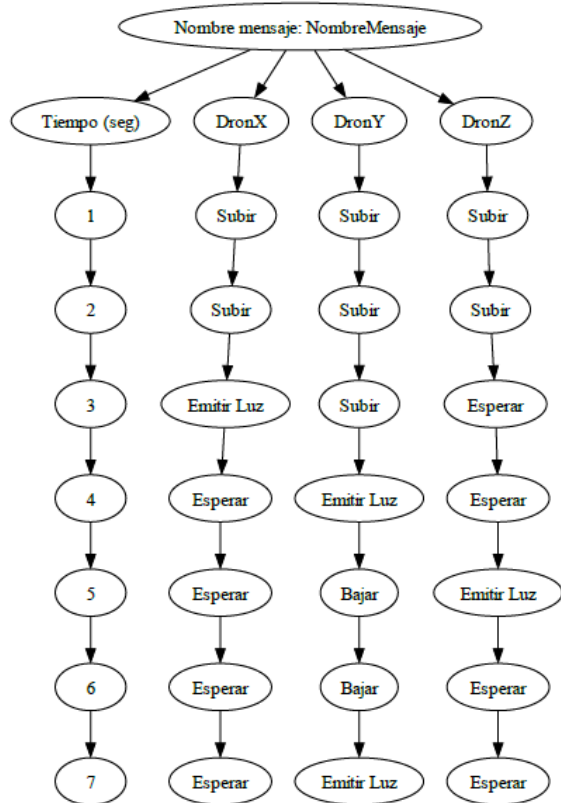 Nombre mensaje: NombreMensaje
Tiempo (seg) DronX DronY DronZ
1 Subir Subir Subir
2 Subir Subir Subir
3 Emitir Luz Subir Esperar
4 Esperar Emitir Luz Esperar
5 Esperar Bajar Emitir Luz
6 Esperar Bajar Esperar
7 Esperar Emitir Luz Esperar